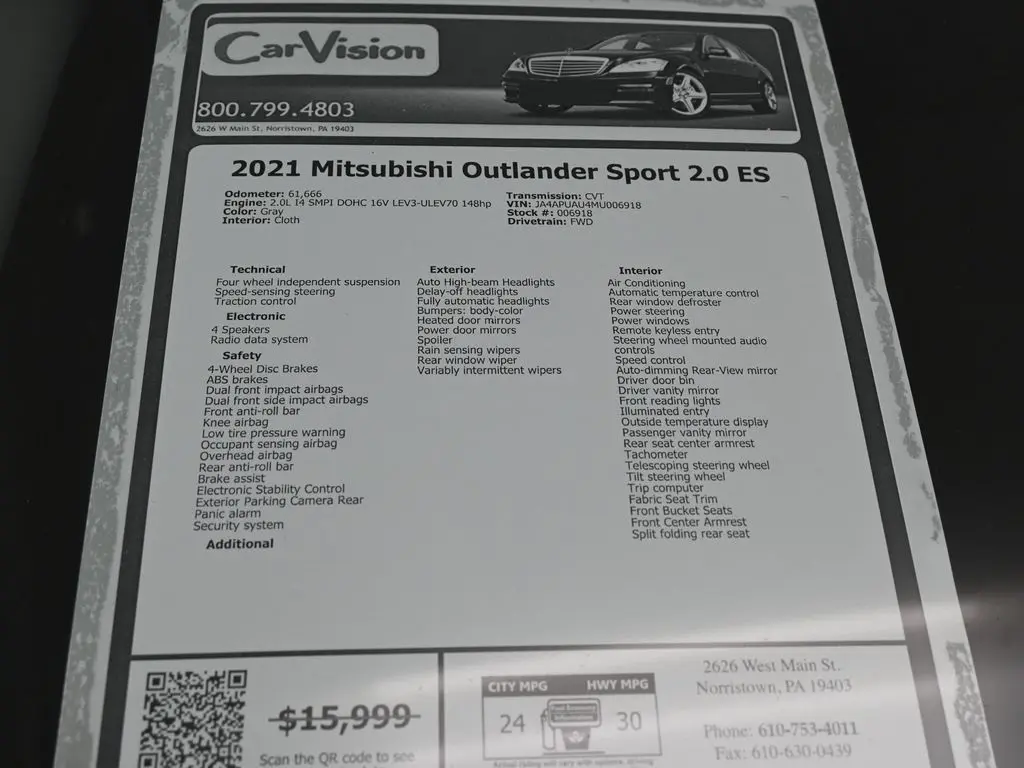 CarVision
800.799.4803
2626 W Main St, Norristown, PA 19403
2021 Mitsubishi Outlander Sport 2.0 ES
Odometer: 61,666
Engine: 2.0L I4 SMPI DOHC 16V LEV3-ULEV70 148hp
Color: Gray
Interior: Cloth
Transmission: CVT
VIN: JA4APUAU4MU006918
Stock #: 006918
Drivetrain: FWD
Technical
Four wheel independent suspension
Speed-sensing steering
Traction control
Electronic
4 Speakers
Radio data system
Safety
4-Wheel Disc Brakes
ABS brakes
Dual front impact airbags
Dual front side impact airbags
Front anti-roll bar
Knee airbag
Low tire pressure warning
Occupant sensing airbag
Overhead airbag
Rear anti-roll bar
Brake assist
Electronic Stability Control
Exterior Parking Camera Rear
Panic alarm
Security system
Additional
Exterior
Auto High-beam Headlights
Delay-off headlights
Fully automatic headlights
Bumpers: body-color
Heated door mirrors
Power door mirrors
Spoiler
Rain sensing wipers
Rear window wiper
Variably intermittent wipers
Interior
Air Conditioning
Automatic temperature control
Rear window defroster
Power steering
Power windows
Remote keyless entry
Steering wheel mounted audio
controls
Speed control
Auto-dimming Rear-View mirror
Driver door bin
Driver vanity mirror
Front reading lights
Illuminated entry
Outside temperature display
Passenger vanity mirror
Rear seat center armrest
Tachometer
Telescoping steering wheel
Tilt steering wheel
Trip computer
Fabric Seat Trim
Front Bucket Seats
Front Center Armrest
Split folding rear seat
$15,999
Scan the QR code to see
CITY MPG HWY MPG
24 30
Actual rating will vary with options, driving
2626 West Main St.
Norristown, PA 19403
Phone: 610-753-4011
Fax: 610-630-0439